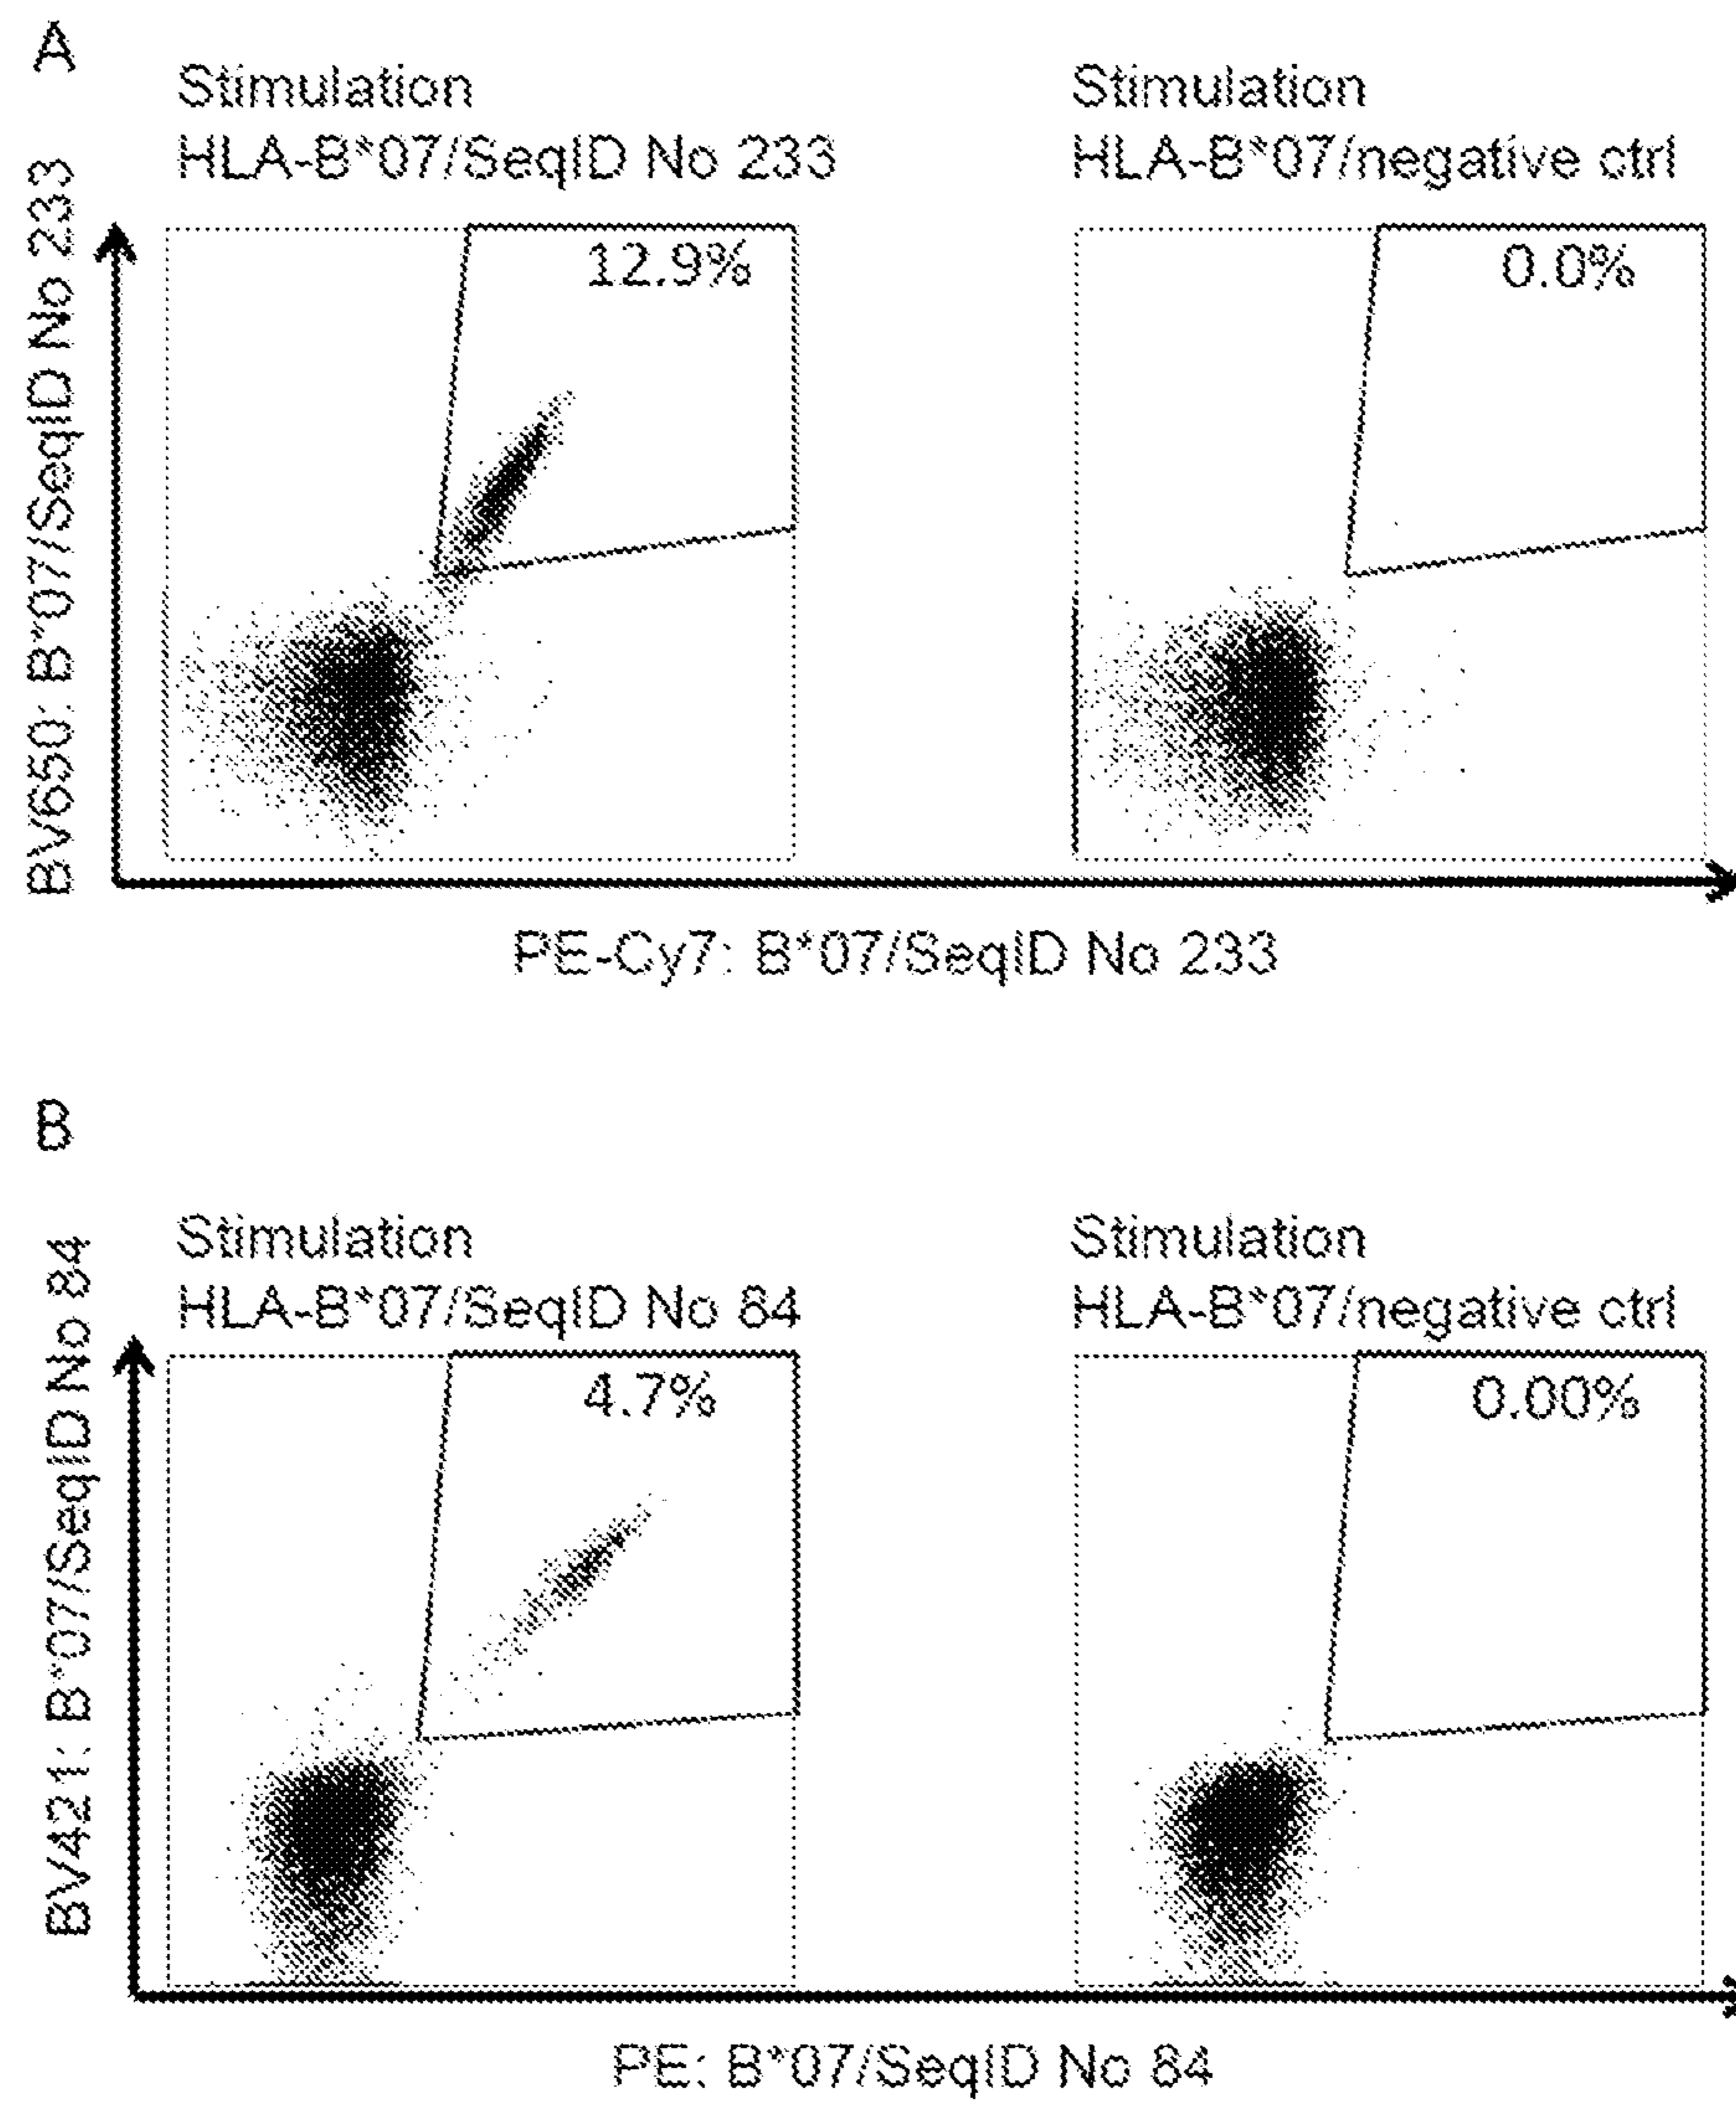 A
Stimulation
HLA-B*07/SeqID No 233
Stimulation
HLA-B*07/negative ctrl
BV650: B*07/SeqID No 233
12.9%
0.0%
PE-Cy7: B*07/SeqID No 233
B
Stimulation
HLA-B*07/SeqID No 84
Stimulation
HLA-B*07/negative ctrl
BV421: B*07/SeqID No 84
4.7%
0.00%
PE: B*07/SeqID No 84